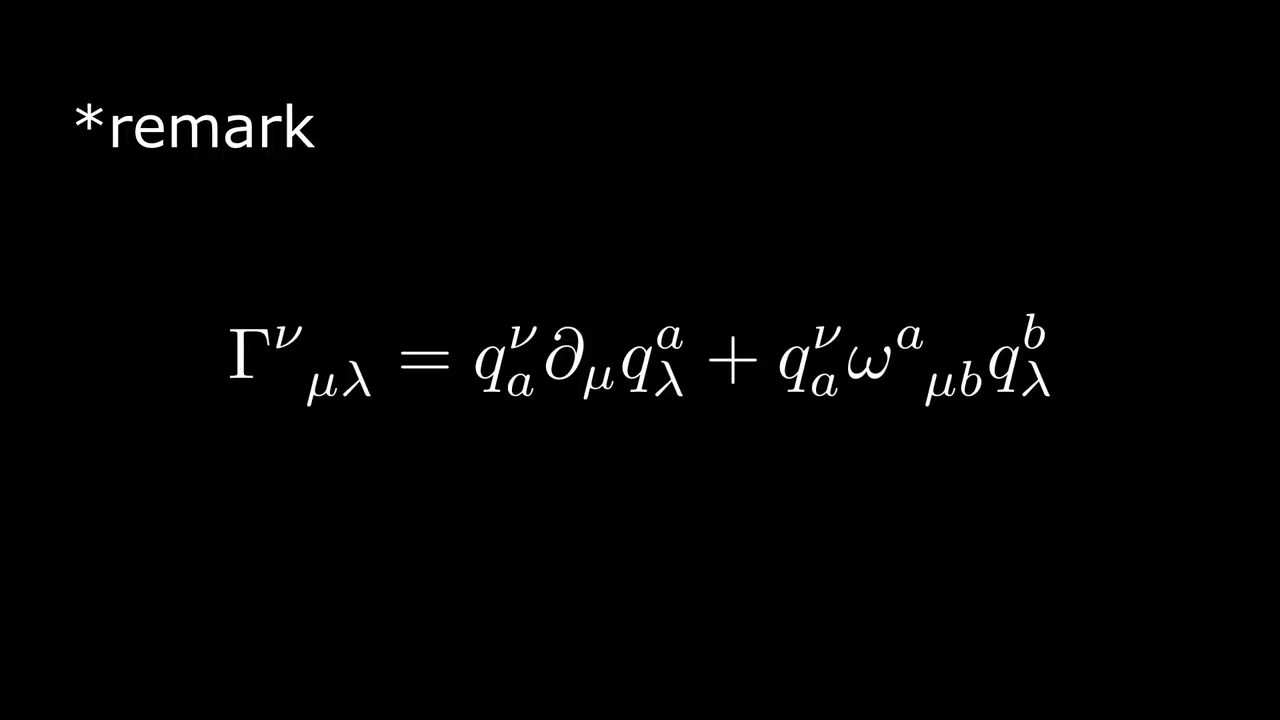 *remark
Γ^ν_{μλ} = q^ν_a ∂_μ q^a_λ + q^ν_a ω^a_{μb} q^b_λ